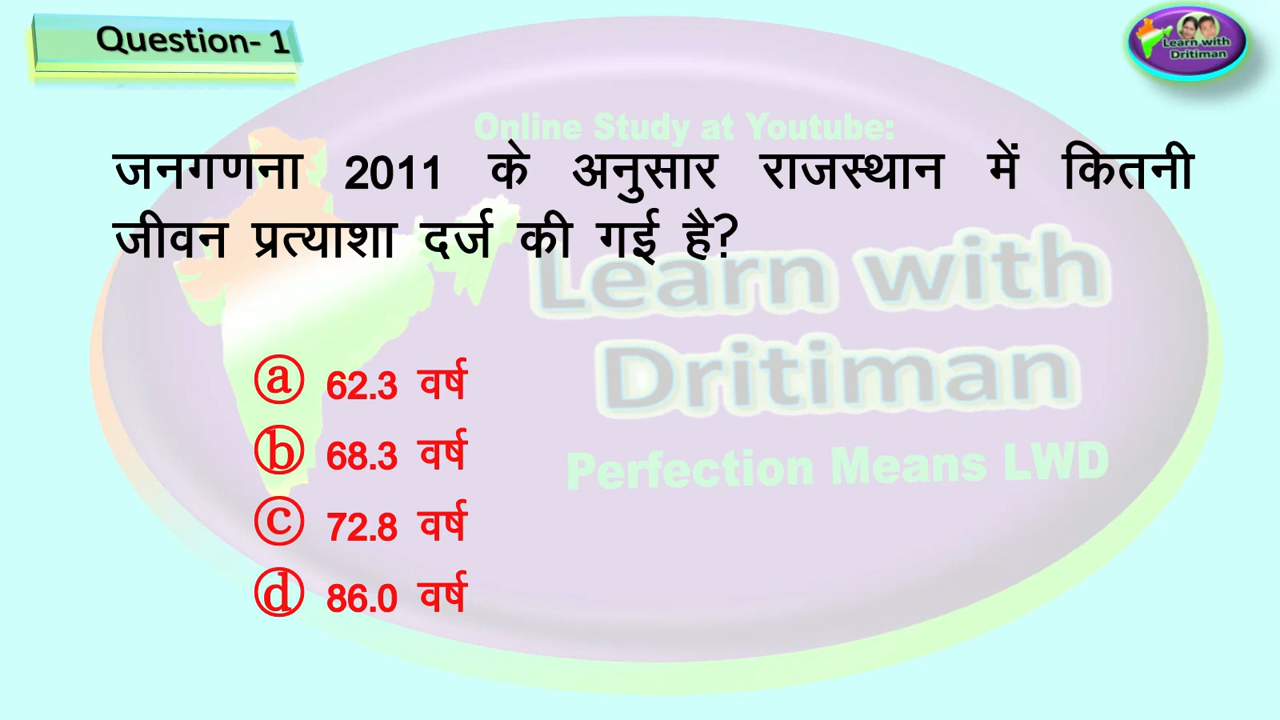 Question- 1
Learn with
Dritiman
Online Study at Youtube:
जनगणना 2011 के अनुसार राजस्थान में कितनी
जीवन प्रत्याशा दर्ज की गई है?
Learn with
Dritiman
ⓐ 62.3 वर्ष
ⓑ 68.3 वर्ष
Perfection Means LWD
ⓒ 72.8 वर्ष
ⓓ 86.0 वर्ष